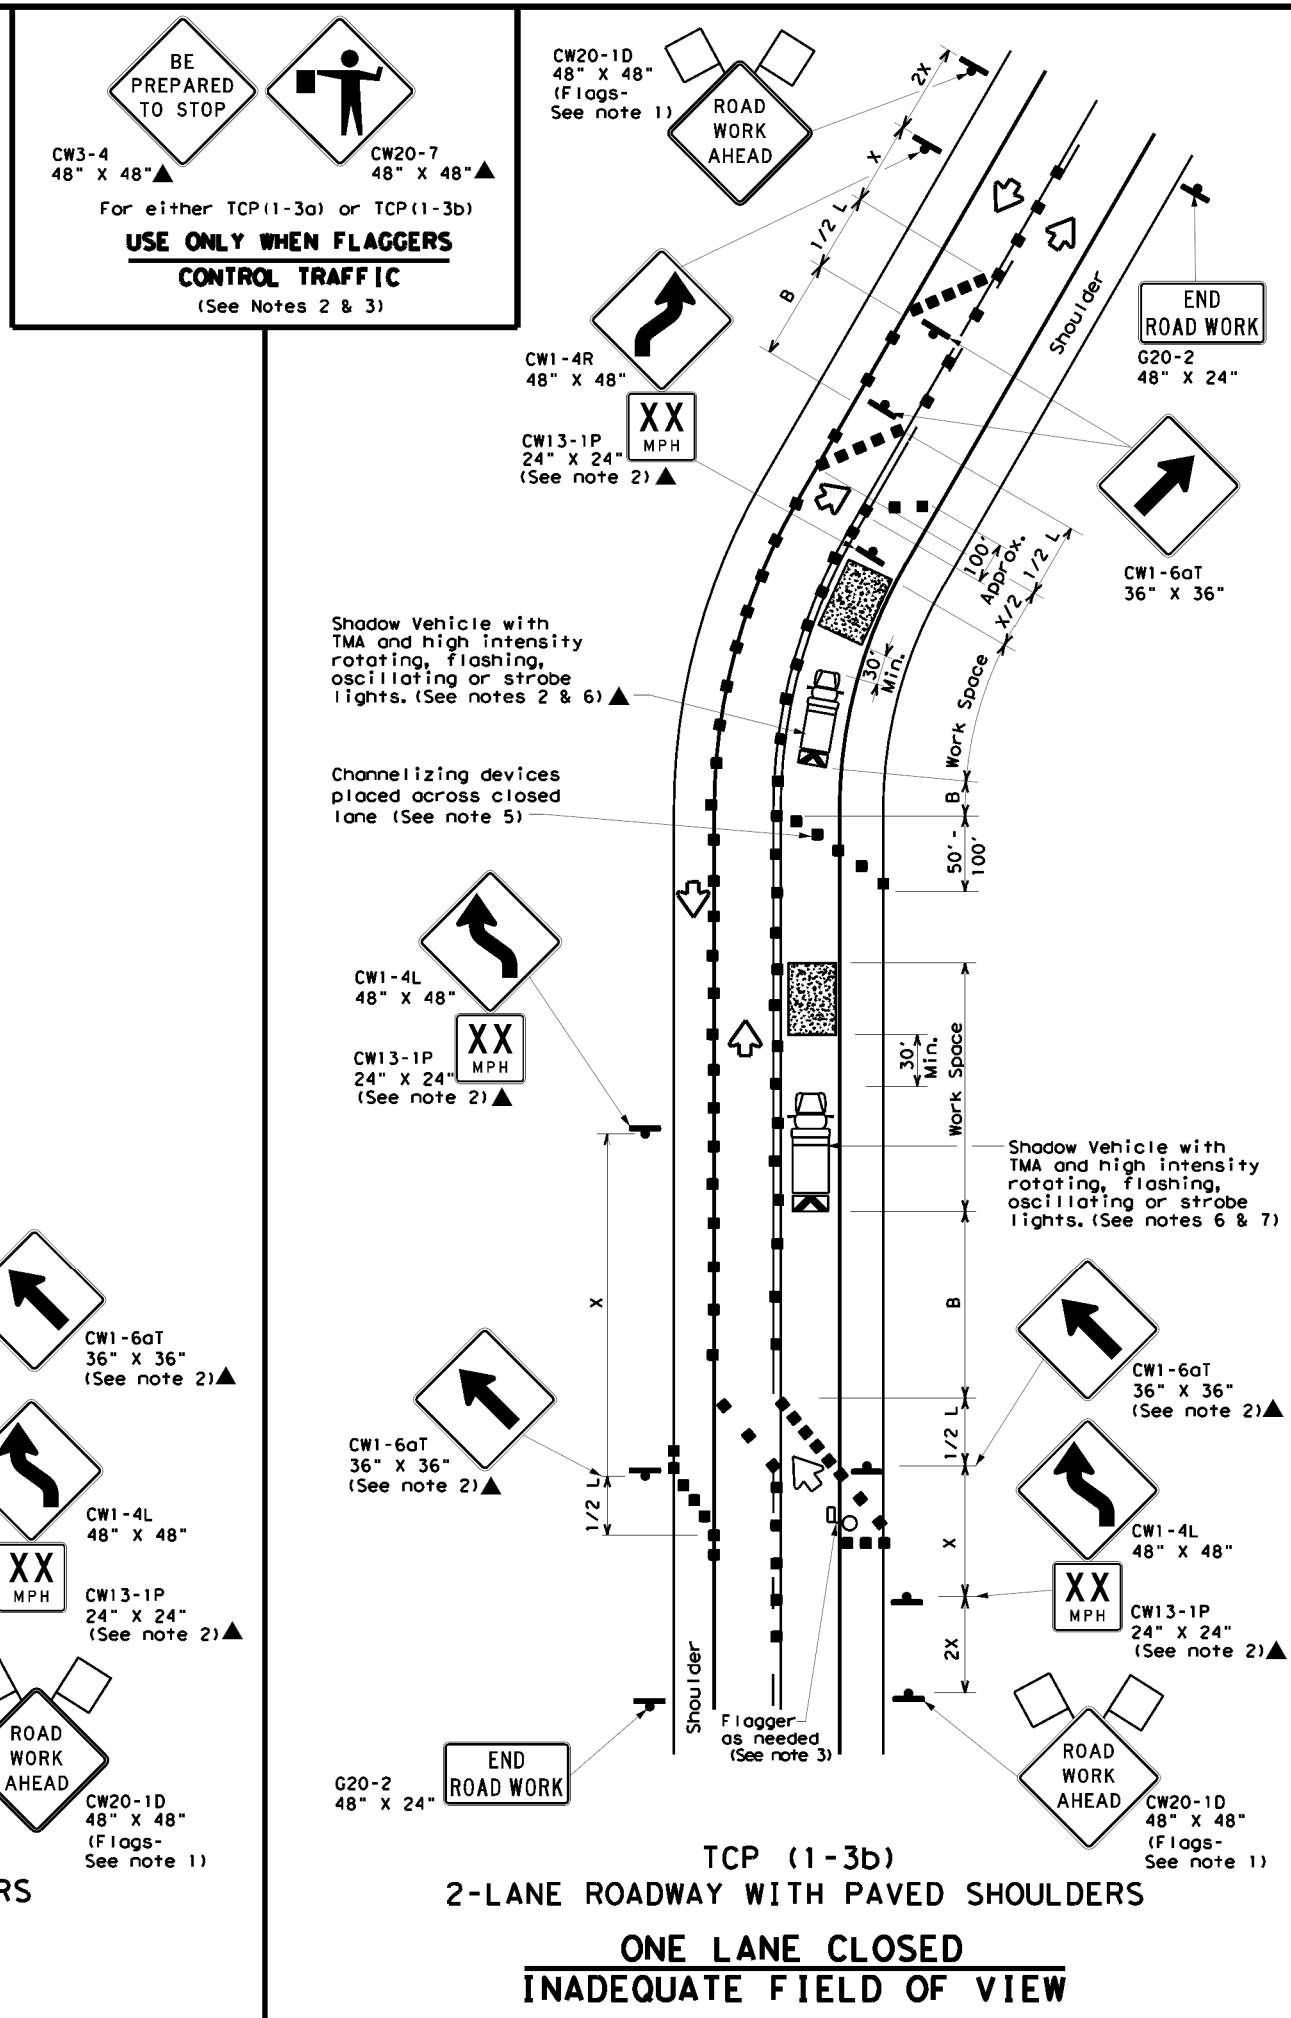 BE
PREPARED
TO STOP
CW3-4
48" X 48"▲
CW20-7
48" X 48"▲
For either TCP(1-3a) or TCP(1-3b)
USE ONLY WHEN FLAGGERS
CONTROL TRAFFIC
(See Notes 2 & 3)
CW20-1D
48" X 48"
(Flags-
See note 1)
ROAD
WORK
AHEAD
2X
X
1/2 L
B
Shoulder
END
ROAD WORK
G20-2
48" X 24"
CW1-4R
48" X 48"
XX
MPH
CW13-1P
24" X 24"
(See note 2)▲
CW1-6aT
36" X 36"
100'
Approx.
1/2 L
X/2
Shadow Vehicle with
TMA and high intensity
rotating, flashing,
oscillating or strobe
lights. (See notes 2 & 6)▲
30'
Min.
Work Space
B
50'-
100'
Channelizing devices
placed across closed
lane (See note 5)
CW1-4L
48" X 48"
XX
MPH
CW13-1P
24" X 24"
(See note 2)▲
30'
Min.
Work Space
Shadow Vehicle with
TMA and high intensity
rotating, flashing,
oscillating or strobe
lights. (See notes 6 & 7)
X
B
CW1-6aT
36" X 36"
(See note 2)▲
1/2 L
1/2 L
CW1-6aT
36" X 36"
(See note 2)▲
X
CW1-4L
48" X 48"
XX
MPH
CW13-1P
24" X 24"
(See note 2)▲
2X
Shoulder
Flagger
as needed
(See note 3)
END
ROAD WORK
G20-2
48" X 24"
ROAD
WORK
AHEAD
CW20-1D
48" X 48"
(Flags-
See note 1)
CW1-6aT
36" X 36"
(See note 2)▲
CW1-4L
48" X 48"
XX
MPH
CW13-1P
24" X 24"
(See note 2)▲
ROAD
WORK
AHEAD
CW20-1D
48" X 48"
(Flags-
See note 1)
RS
TCP (1-3b)
2-LANE ROADWAY WITH PAVED SHOULDERS
ONE LANE CLOSED
INADEQUATE FIELD OF VIEW